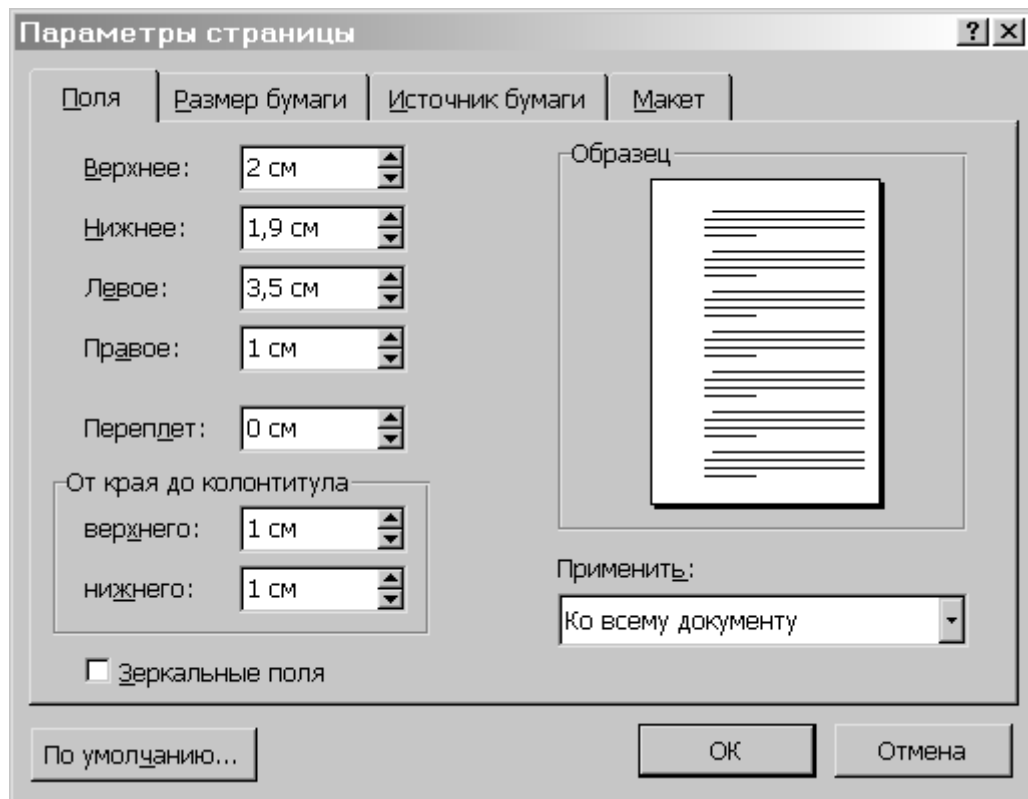 Параметры страницы
Поля Размер бумаги Источник бумаги Макет
Верхнее: 2 см
Нижнее: 1,9 см
Левое: 3,5 см
Правое: 1 см
Переплет: 0 см
От края до колонтитула
верхнего: 1 см
нижнего: 1 см
Зеркальные поля
Образец
Применить:
Ко всему документу
По умолчанию... ОК Отмена